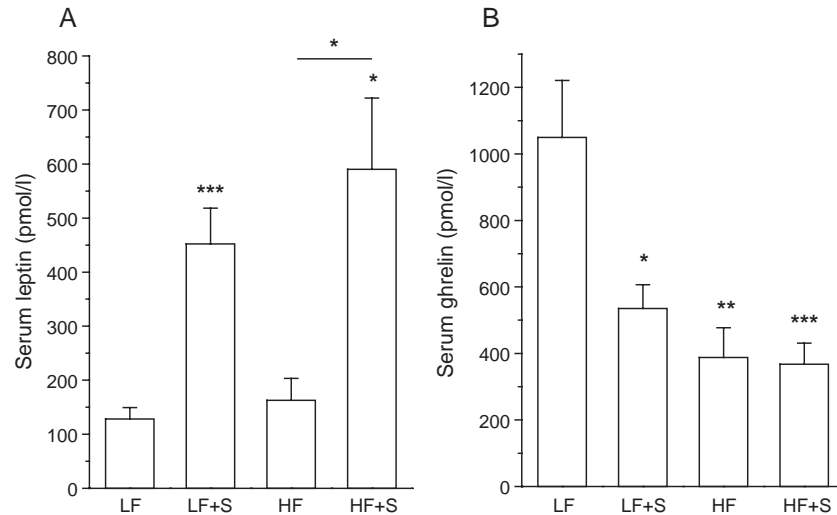 A
Serum leptin (pmol/l)
800
700
600
500
400
300
200
100
0
***
*
*
LF
LF+S
HF
HF+S
B
Serum ghrelin (pmol/l)
1200
1000
800
600
400
200
0
*
**
***
LF
LF+S
HF
HF+S